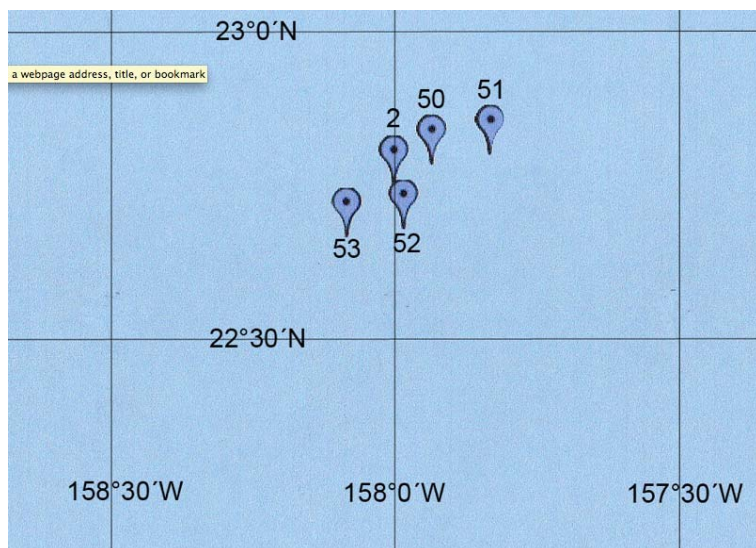 23°0´N
a webpage address, title, or bookmark
51
50
2
52
53
22°30´N
158°30´W
158°0´W
157°30´W